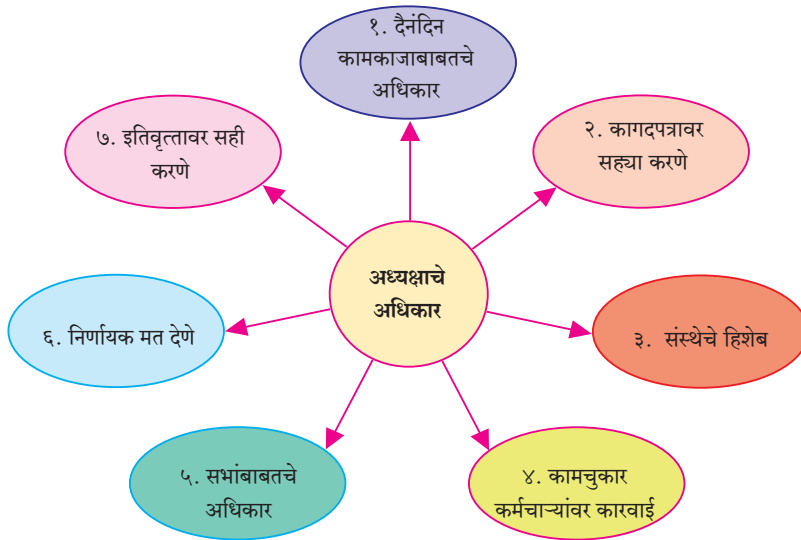 १. दैनंदिन
कामकाजाबाबतचे
अधिकार
२. कागदपत्रावर
सह्या करणे
३. संस्थेचे हिशेब
४. कामचुकार
कर्मचाऱ्यांवर कारवाई
५. सभांबाबतचे
अधिकार
६. निर्णायक मत देणे
७. इतिवृत्तावर सही
करणे
अध्यक्षाचे
अधिकार